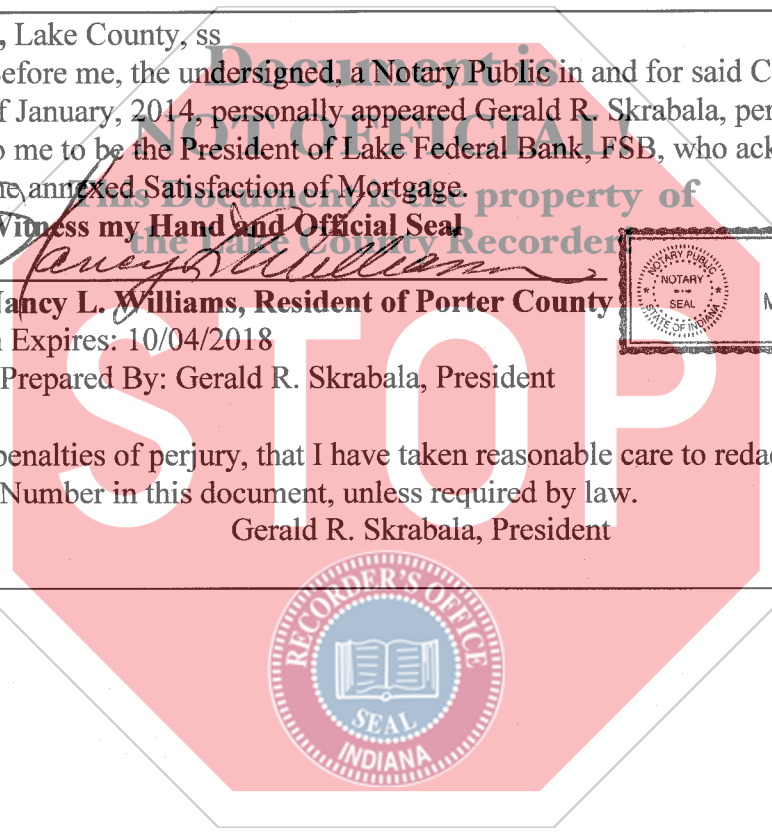 , Lake County, ss
Before me, the undersigned, a Notary Public in and for said C
f January, 2014, personally appeared Gerald R. Skrabala, per
o me to be the President of Lake Federal Bank, FSB, who ack
he annexed Satisfaction of Mortgage.
Witness my Hand and Official Seal
Document is
NOT OFFICIAL!
This Document is the property of
the Lake County Recorder!
Nancy L. Williams
Nancy L. Williams, Resident of Porter County
NOTARY PUBLIC
NOTARY
SEAL
STATE OF INDIANA
Expires: 10/04/2018
Prepared By: Gerald R. Skrabala, President
penalties of perjury, that I have taken reasonable care to redac
Number in this document, unless required by law.
Gerald R. Skrabala, President
STOP
RECORDER'S OFFICE
SEAL
INDIANA